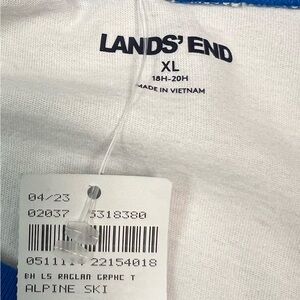 LANDS' END
XL
18H-20H
MADE IN VIETNAM
04/23
02037 5318380
22154018
BH LS RAGLAN GRPHC T
ALPINE SKI